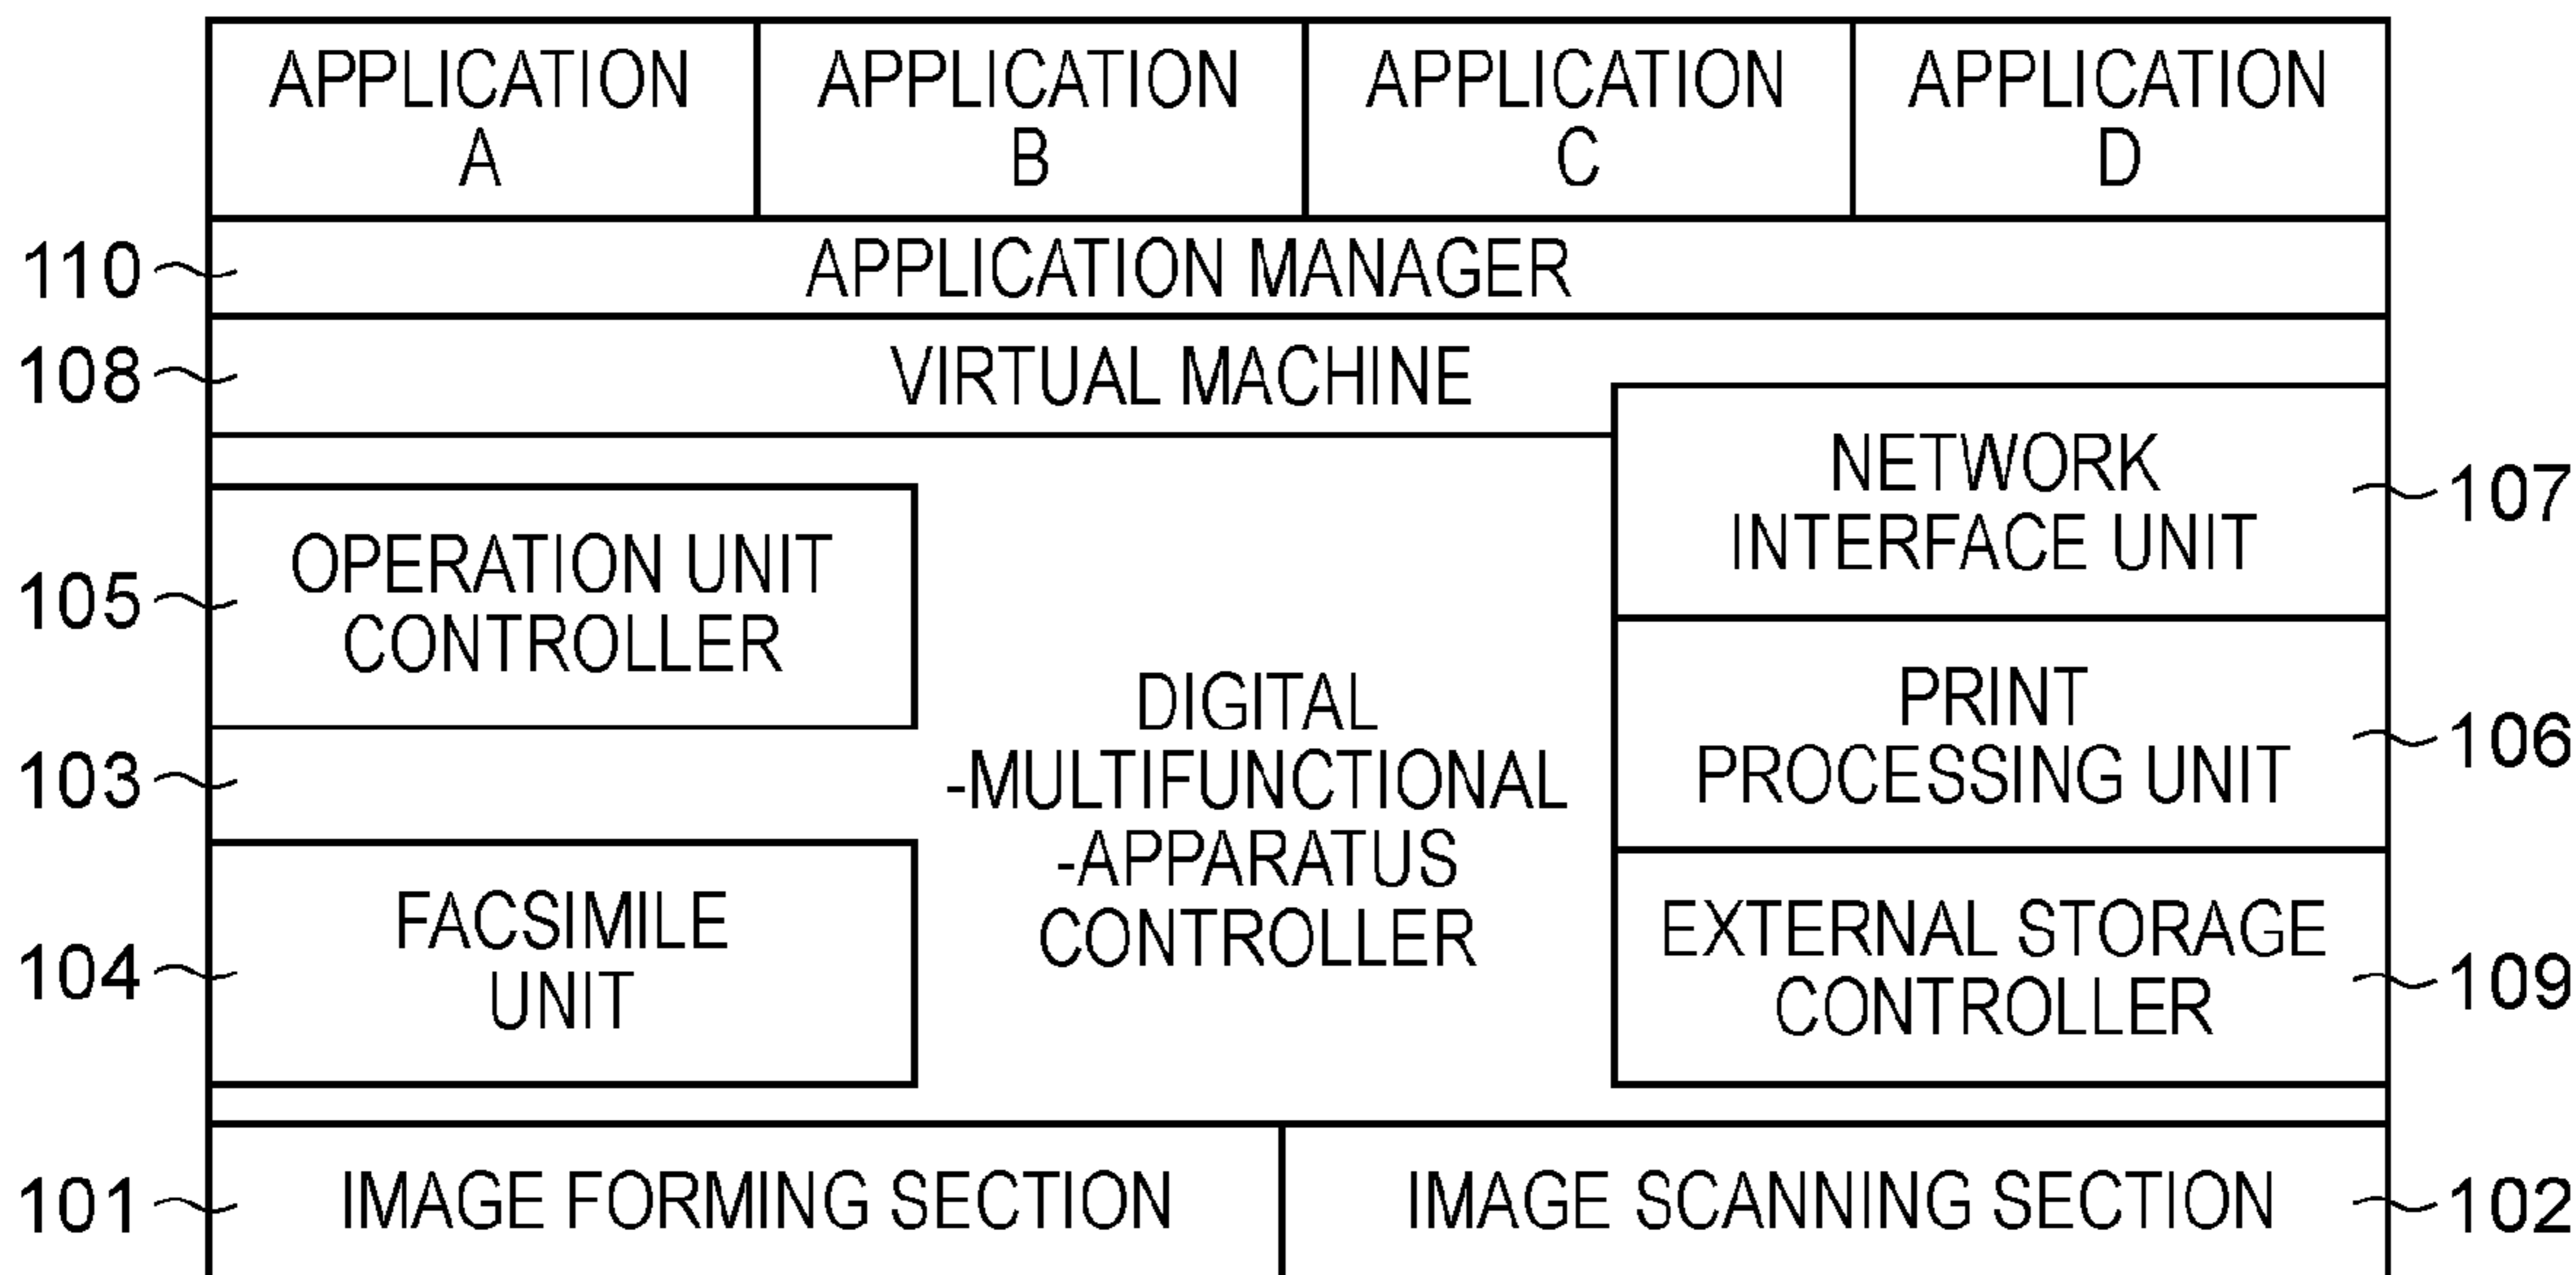 APPLICATION
A
APPLICATION
B
APPLICATION
C
APPLICATION
D
110
APPLICATION MANAGER
108
VIRTUAL MACHINE
NETWORK
INTERFACE UNIT
107
105
OPERATION UNIT
CONTROLLER
103
DIGITAL
-MULTIFUNCTIONAL
-APPARATUS
CONTROLLER
PRINT
PROCESSING UNIT
106
104
FACSIMILE
UNIT
EXTERNAL STORAGE
CONTROLLER
109
101
IMAGE FORMING SECTION
IMAGE SCANNING SECTION
102